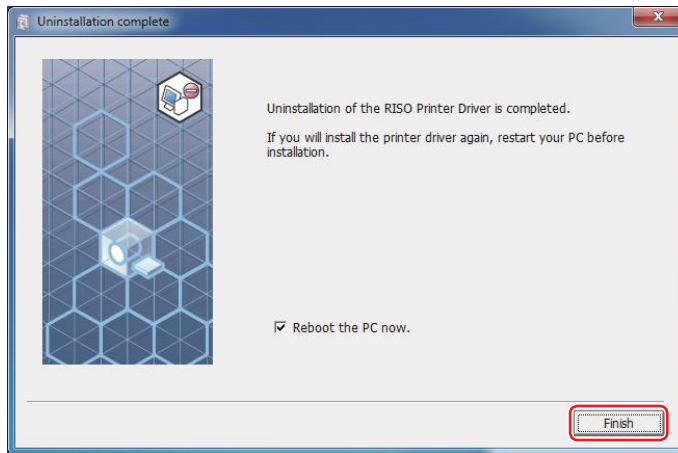 Uninstallation complete
Uninstallation of the RISO Printer Driver is completed.
If you will install the printer driver again, restart your PC before
installation.
Reboot the PC now.
Finish